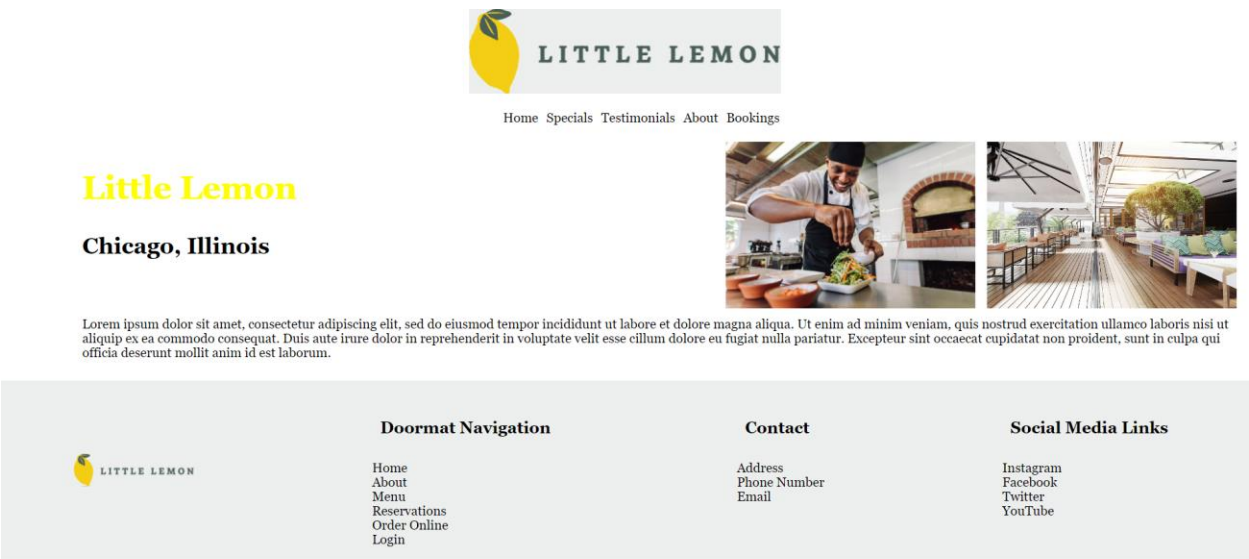 LITTLE LEMON
Home Specials Testimonials About Bookings
Little Lemon
Chicago, Illinois
Lorem ipsum dolor sit amet, consectetur adipiscing elit, sed do eiusmod tempor incididunt ut labore et dolore magna aliqua. Ut enim ad minim veniam, quis nostrud exercitation ullamco laboris nisi ut
aliquip ex ea commodo consequat. Duis aute irure dolor in reprehenderit in voluptate velit esse cillum dolore eu fugiat nulla pariatur. Excepteur sint occaecat cupidatat non proident, sunt in culpa qui
officia deserunt mollit anim id est laborum.
LITTLE LEMON
Doormat Navigation
Home
About
Menu
Reservations
Order Online
Login
Contact
Address
Phone Number
Email
Social Media Links
Instagram
Facebook
Twitter
YouTube